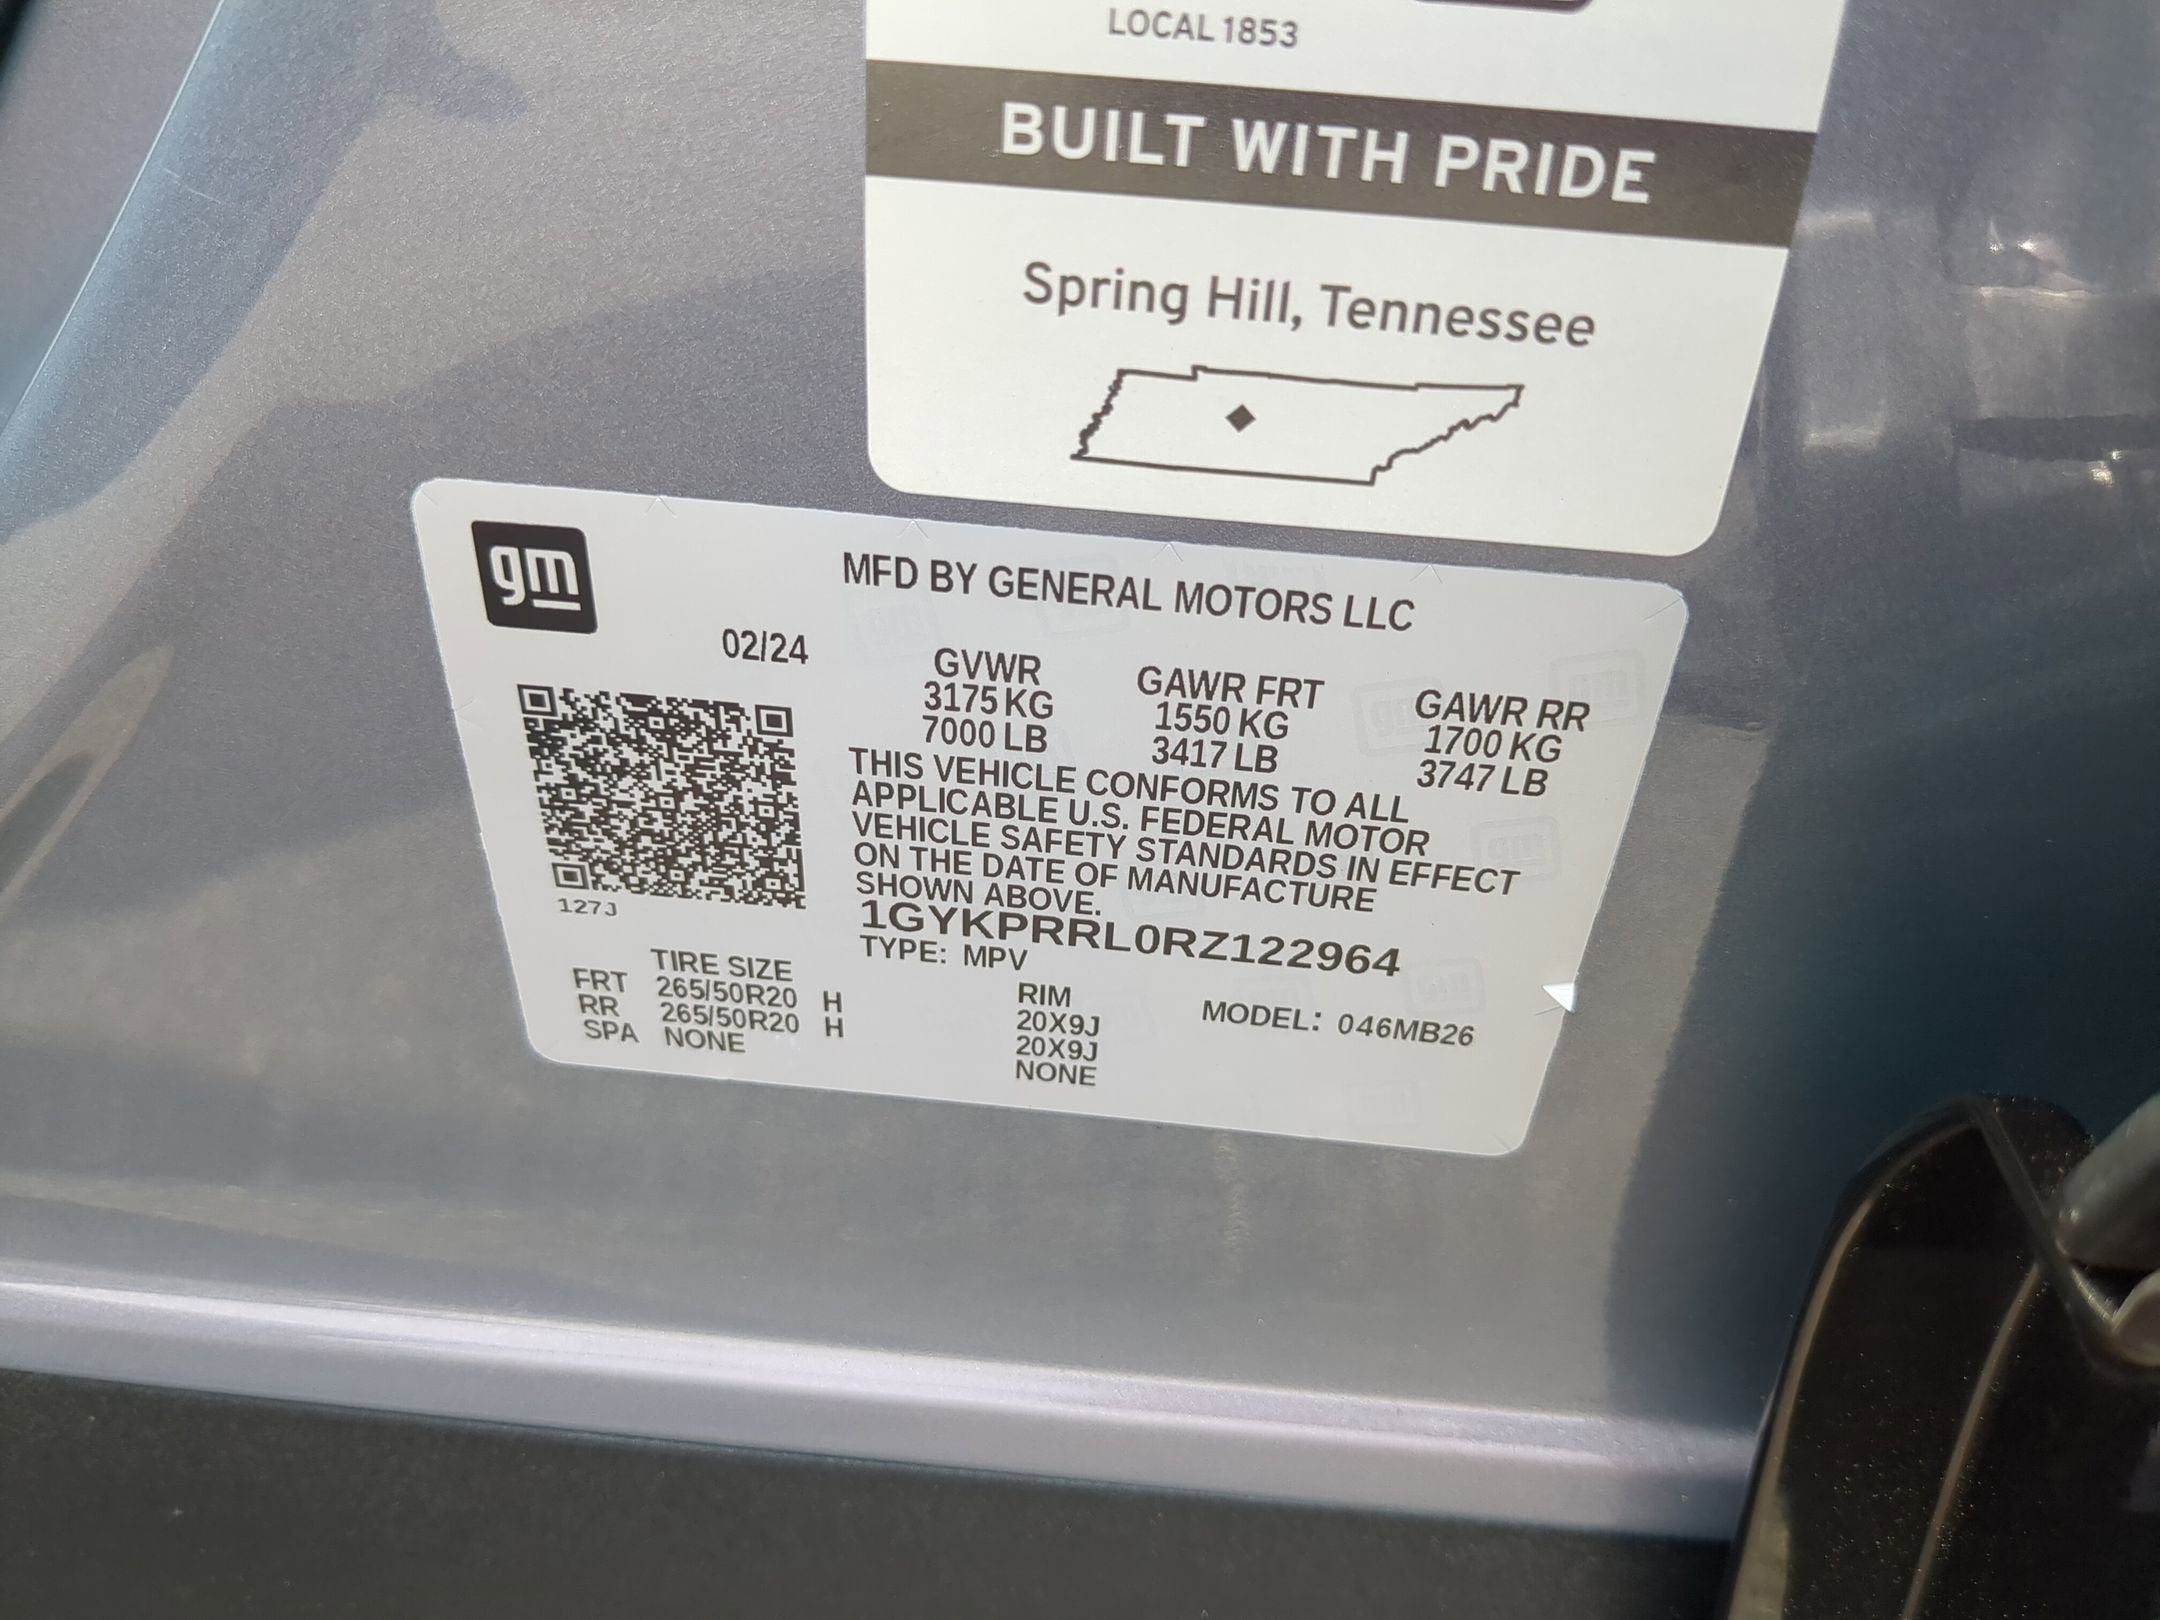 LOCAL 1853
BUILT WITH PRIDE
Spring Hill, Tennessee
gm
MFD BY GENERAL MOTORS LLC
02/24
GVWR GAWR FRT GAWR RR
3175 KG 1550 KG 1700 KG
7000 LB 3417 LB 3747 LB
THIS VEHICLE CONFORMS TO ALL
APPLICABLE U.S. FEDERAL MOTOR
VEHICLE SAFETY STANDARDS IN EFFECT
ON THE DATE OF MANUFACTURE
SHOWN ABOVE.
127J
1GYKPRRL0RZ122964
TYPE: MPV
TIRE SIZE RIM
FRT 265/50R20 H 20X9J MODEL: 046MB26
RR 265/50R20 H 20X9J
SPA NONE NONE